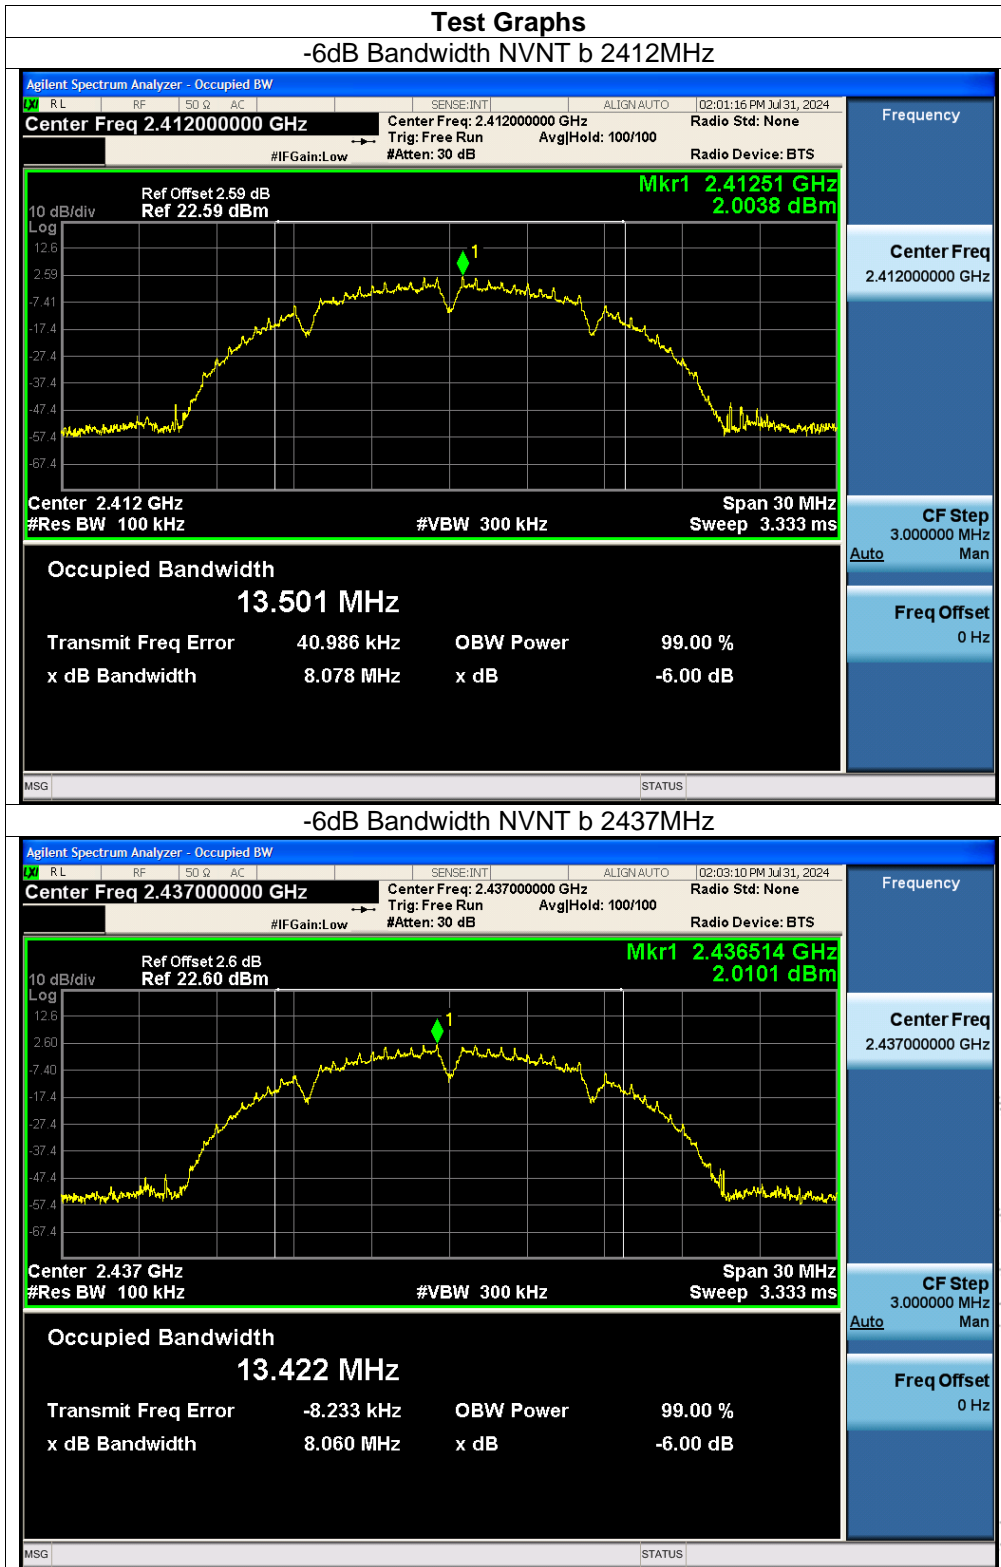 Test Graphs
-6dB Bandwidth NVNT b 2412MHz
Agilent Spectrum Analyzer - Occupied BW
LXI RL RF 50 Ω AC SENSE:INT ALIGN AUTO 02:01:16 PM Jul 31, 2024
Center Freq 2.412000000 GHz Center Freq: 2.412000000 GHz Radio Std: None Frequency
Trig: Free Run Avg|Hold: 100/100
#IFGain:Low #Atten: 30 dB Radio Device: BTS
Mkr1 2.41251 GHz
Ref Offset 2.59 dB
10 dB/div Ref 22.59 dBm 2.0038 dBm
Log
12.6
2.59
-7.41
-17.4
-27.4
-37.4
-47.4
-57.4
-67.4
1
Center 2.412 GHz Span 30 MHz
#Res BW 100 kHz #VBW 300 kHz Sweep 3.333 ms
Occupied Bandwidth
13.501 MHz
Transmit Freq Error 40.986 kHz OBW Power 99.00 %
x dB Bandwidth 8.078 MHz x dB -6.00 dB
Center Freq
2.412000000 GHz
CF Step
3.000000 MHz
Auto Man
Freq Offset
0 Hz
MSG STATUS
-6dB Bandwidth NVNT b 2437MHz
Agilent Spectrum Analyzer - Occupied BW
LXI RL RF 50 Ω AC SENSE:INT ALIGN AUTO 02:03:10 PM Jul 31, 2024
Center Freq 2.437000000 GHz Center Freq: 2.437000000 GHz Radio Std: None Frequency
Trig: Free Run Avg|Hold: 100/100
#IFGain:Low #Atten: 30 dB Radio Device: BTS
Mkr1 2.436514 GHz
Ref Offset 2.6 dB
10 dB/div Ref 22.60 dBm 2.0101 dBm
Log
12.6
2.60
-7.40
-17.4
-27.4
-37.4
-47.4
-57.4
-67.4
1
Center 2.437 GHz Span 30 MHz
#Res BW 100 kHz #VBW 300 kHz Sweep 3.333 ms
Occupied Bandwidth
13.422 MHz
Transmit Freq Error -8.233 kHz OBW Power 99.00 %
x dB Bandwidth 8.060 MHz x dB -6.00 dB
Center Freq
2.437000000 GHz
CF Step
3.000000 MHz
Auto Man
Freq Offset
0 Hz
MSG STATUS